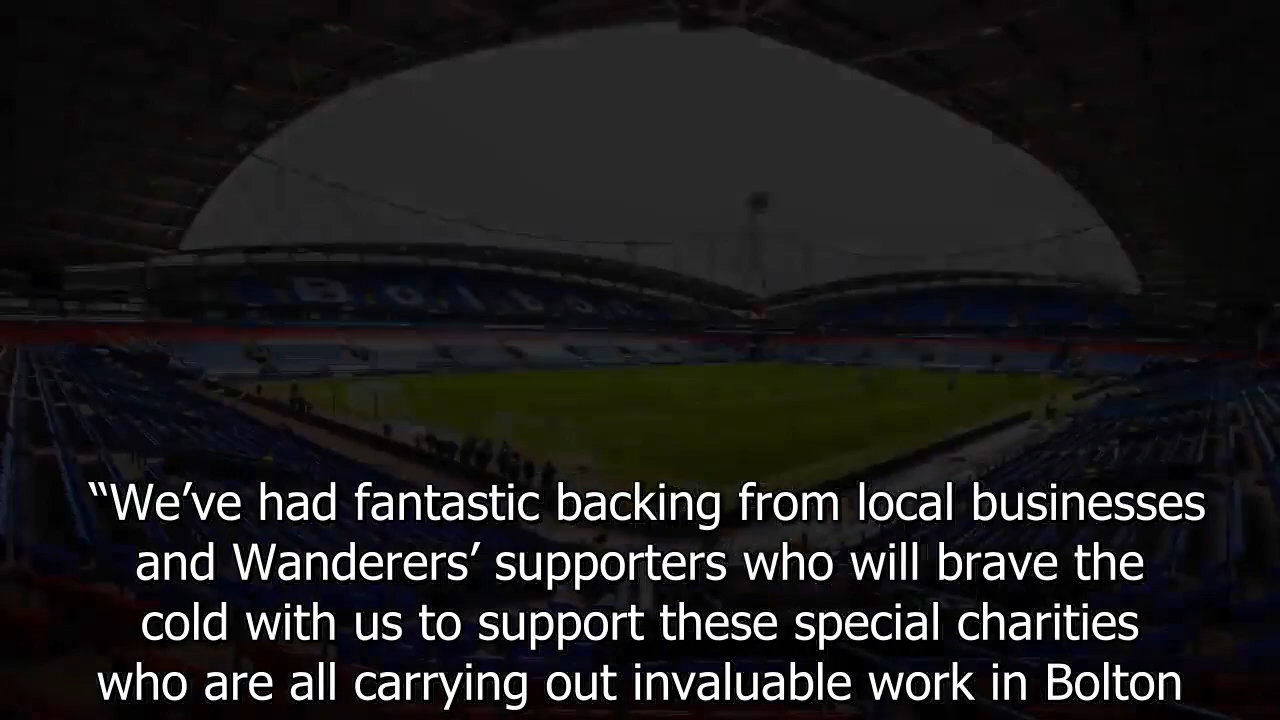 Bolton
“We’ve had fantastic backing from local businesses
and Wanderers’ supporters who will brave the
cold with us to support these special charities
who are all carrying out invaluable work in Bolton